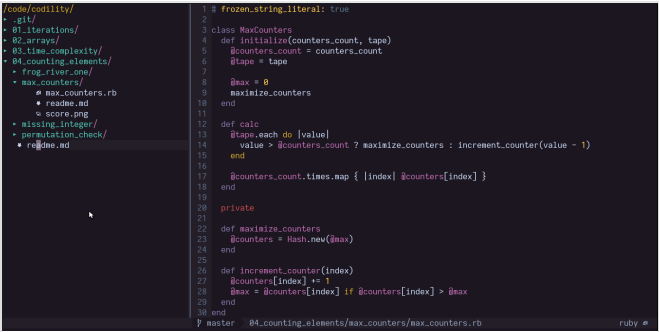 /code/codility/
.git/
01_iterations/
02_arrays/
03_time_complexity/
04_counting_elements/
frog_river_one/
max_counters/
max_counters.rb
readme.md
score.png
missing_integer/
permutation_check/
readme.md
1 # frozen_string_literal: true
2
3 class MaxCounters
4 def initialize(counters_count, tape)
5 @counters_count = counters_count
6 @tape = tape
7
8 @max = 0
9 maximize_counters
10 end
11
12 def calc
13 @tape.each do |value|
14 value > @counters_count ? maximize_counters : increment_counter(value - 1)
15 end
16
17 @counters_count.times.map { |index| @counters[index] }
18 end
19
20 private
21
22 def maximize_counters
23 @counters = Hash.new(@max)
24 end
25
26 def increment_counter(index)
27 @counters[index] += 1
28 @max = @counters[index] if @counters[index] > @max
29 end
30 end
master 04_counting_elements/max_counters/max_counters.rb ruby